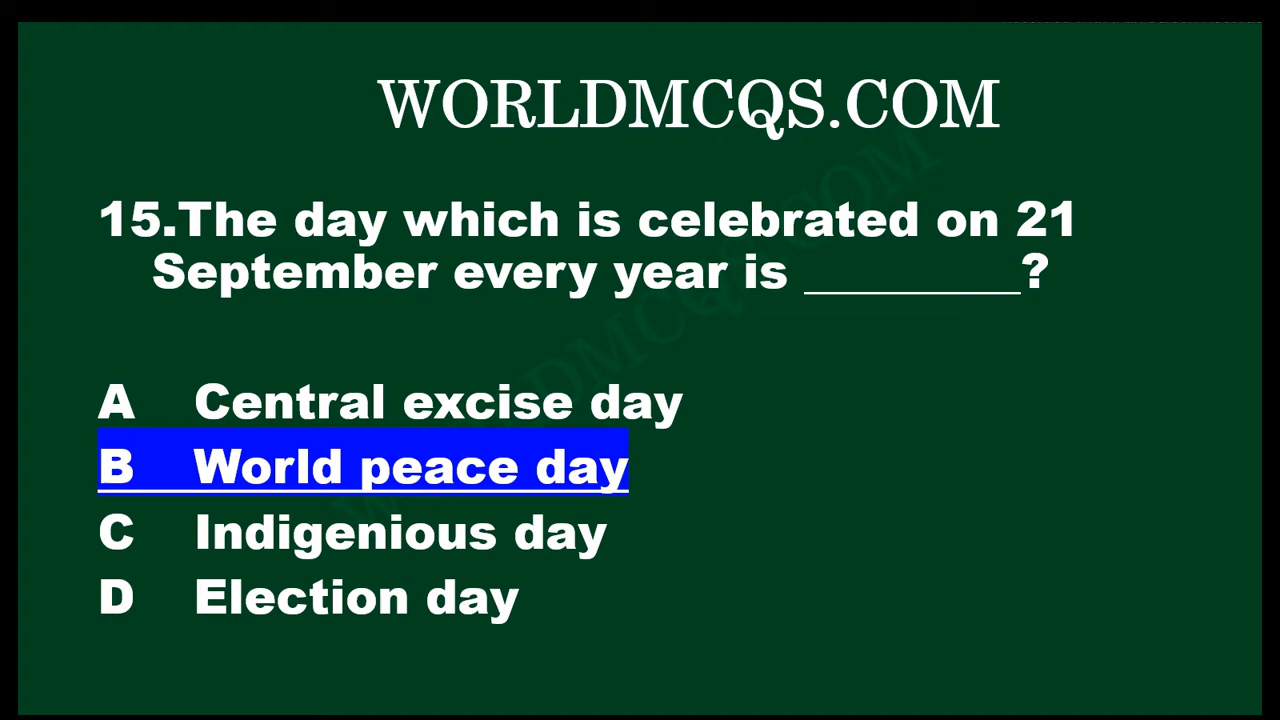 WORLDMCQS.COM
15.The day which is celebrated on 21
September every year is _________?
A Central excise day
B World peace day
C Indigenious day
D Election day